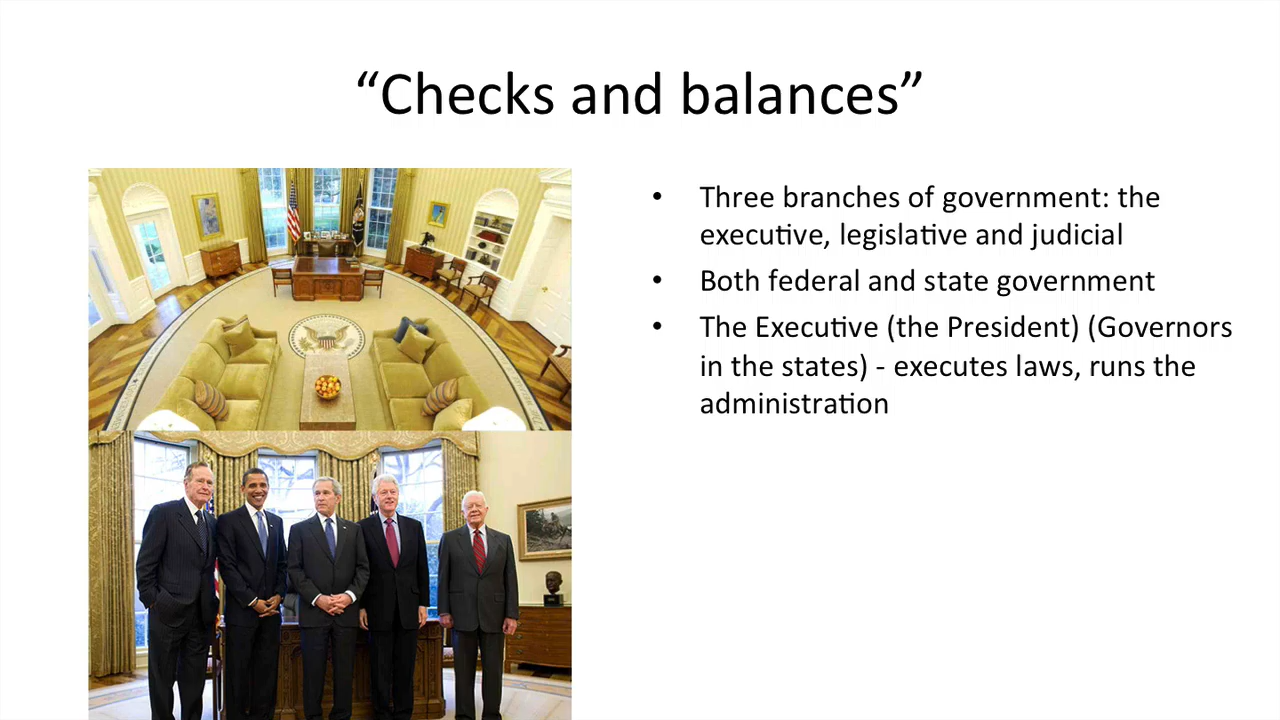 “Checks and balances”
• Three branches of government: the
executive, legislative and judicial
• Both federal and state government
• The Executive (the President) (Governors
in the states) - executes laws, runs the
administration